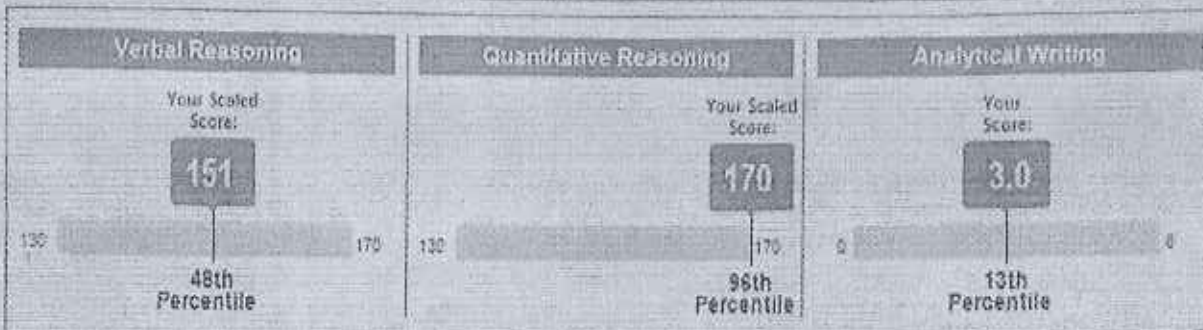 Verbal Reasoning
Your Scaled
Score:
151
130
170
48th
Percentile
Quantitative Reasoning
Your Scaled
Score:
170
130
170
96th
Percentile
Analytical Writing
Your
Score:
3.0
0
6
13th
Percentile